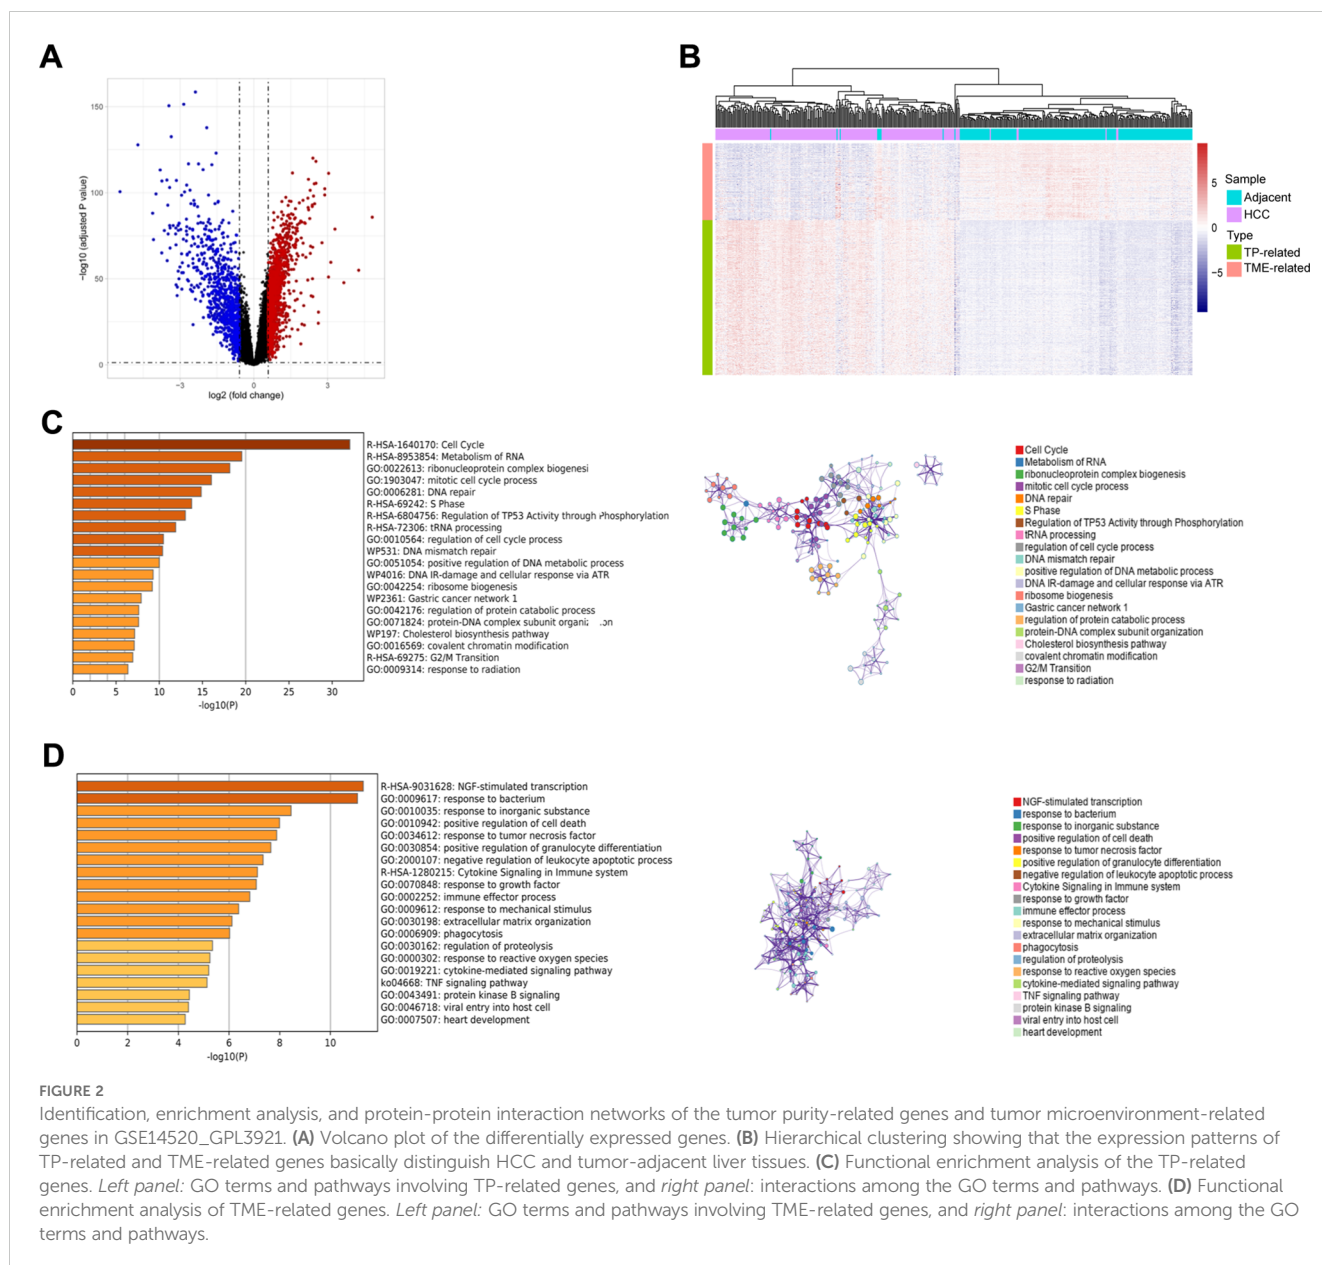 A
150
100
50
0
−log10 (adjusted P value)
−3
0
3
log2 (fold change)
B
5
0
−5
Sample
Adjacent
HCC
Type
TP-related
TME-related
C
R-HSA-1640170: Cell Cycle
R-HSA-8953854: Metabolism of RNA
GO:0022613: ribonucleoprotein complex biogenesi
GO:1903047: mitotic cell cycle process
GO:0006281: DNA repair
R-HSA-69242: S Phase
R-HSA-6804756: Regulation of TP53 Activity through Phosphorylation
R-HSA-72306: tRNA processing
GO:0010564: regulation of cell cycle process
WP531: DNA mismatch repair
GO:0051054: positive regulation of DNA metabolic process
WP4016: DNA IR-damage and cellular response via ATR
GO:0042254: ribosome biogenesis
WP2361: Gastric cancer network 1
GO:0042176: regulation of protein catabolic process
GO:0071824: protein-DNA complex subunit
WP197: Cholesterol biosynthesis pathway
GO:0016569: covalent chromatin modification
R-HSA-69275: G2/M Transition
GO:0009314: response to radiation
0 5 10 15 20 25 30
-log10(P)
Cell Cycle
Metabolism of RNA
ribonucleoprotein complex biogenesis
mitotic cell cycle process
DNA repair
S Phase
Regulation of TP53 Activity through Phosphorylation
tRNA processing
regulation of cell cycle process
DNA mismatch repair
positive regulation of DNA metabolic process
DNA IR-damage and cellular response via ATR
ribosome biogenesis
Gastric cancer network 1
regulation of protein catabolic process
protein-DNA complex subunit organization
Cholesterol biosynthesis pathway
covalent chromatin modification
G2/M Transition
response to radiation
D
R-HSA-9031628: NGF-stimulated transcription
GO:0009617: response to bacterium
GO:0010035: response to inorganic substance
GO:0010942: positive regulation of cell death
GO:0034612: response to tumor necrosis factor
GO:0030854: positive regulation of granulocyte differentiation
GO:2000107: negative regulation of leukocyte apoptotic process
R-HSA-1280215: Cytokine Signaling in Immune system
GO:0070848: response to growth factor
GO:0002252: immune effector process
GO:0009612: response to mechanical stimulus
GO:0030198: extracellular matrix organization
GO:0006909: phagocytosis
GO:0030162: regulation of proteolysis
GO:0000302: response to reactive oxygen species
GO:0019221: cytokine-mediated signaling pathway
ko04668: TNF signaling pathway
GO:0043491: protein kinase B signaling
GO:0046718: viral entry into host cell
GO:0007507: heart development
0 2 4 6 8 10
-log10(P)
NGF-stimulated transcription
response to bacterium
response to inorganic substance
positive regulation of cell death
response to tumor necrosis factor
positive regulation of granulocyte differentiation
negative regulation of leukocyte apoptotic process
Cytokine Signaling in Immune system
response to growth factor
immune effector process
response to mechanical stimulus
extracellular matrix organization
phagocytosis
regulation of proteolysis
response to reactive oxygen species
cytokine-mediated signaling pathway
TNF signaling pathway
protein kinase B signaling
viral entry into host cell
heart development
FIGURE 2
Identification, enrichment analysis, and protein-protein interaction networks of the tumor purity-related genes and tumor microenvironment-related
genes in GSE14520_GPL3921. (A) Volcano plot of the differentially expressed genes. (B) Hierarchical clustering showing that the expression patterns of
TP-related and TME-related genes basically distinguish HCC and tumor-adjacent liver tissues. (C) Functional enrichment analysis of the TP-related
genes. Left panel: GO terms and pathways involving TP-related genes, and right panel: interactions among the GO terms and pathways. (D) Functional
enrichment analysis of TME-related genes. Left panel: GO terms and pathways involving TME-related genes, and right panel: interactions among the GO
terms and pathways.